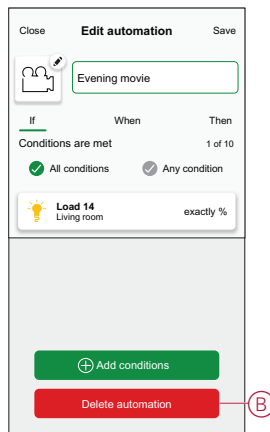 Close Edit automation Save
Evening movie
If When Then
Conditions are met 1 of 10
All conditions Any condition
Load 14 exactly %
Living room
Add conditions
Delete automation B